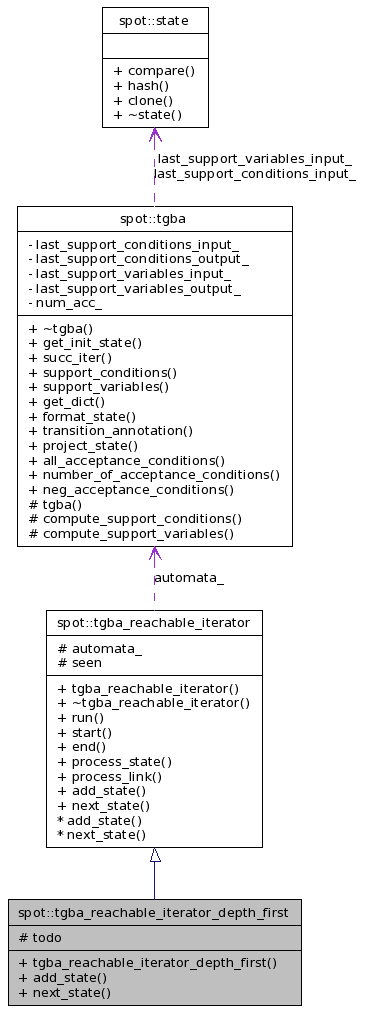 spot::state
+ compare()
+ hash()
+ clone()
+ ~state()
last_support_variables_input_
last_support_conditions_input_
spot::tgba
- last_support_conditions_input_
- last_support_conditions_output_
- last_support_variables_input_
- last_support_variables_output_
- num_acc_
+ ~tgba()
+ get_init_state()
+ succ_iter()
+ support_conditions()
+ support_variables()
+ get_dict()
+ format_state()
+ transition_annotation()
+ project_state()
+ all_acceptance_conditions()
+ number_of_acceptance_conditions()
+ neg_acceptance_conditions()
# tgba()
# compute_support_conditions()
# compute_support_variables()
automata_
spot::tgba_reachable_iterator
# automata_
# seen
+ tgba_reachable_iterator()
+ ~tgba_reachable_iterator()
+ run()
+ start()
+ end()
+ process_state()
+ process_link()
+ add_state()
+ next_state()
* add_state()
* next_state()
spot::tgba_reachable_iterator_depth_first
# todo
+ tgba_reachable_iterator_depth_first()
+ add_state()
+ next_state()